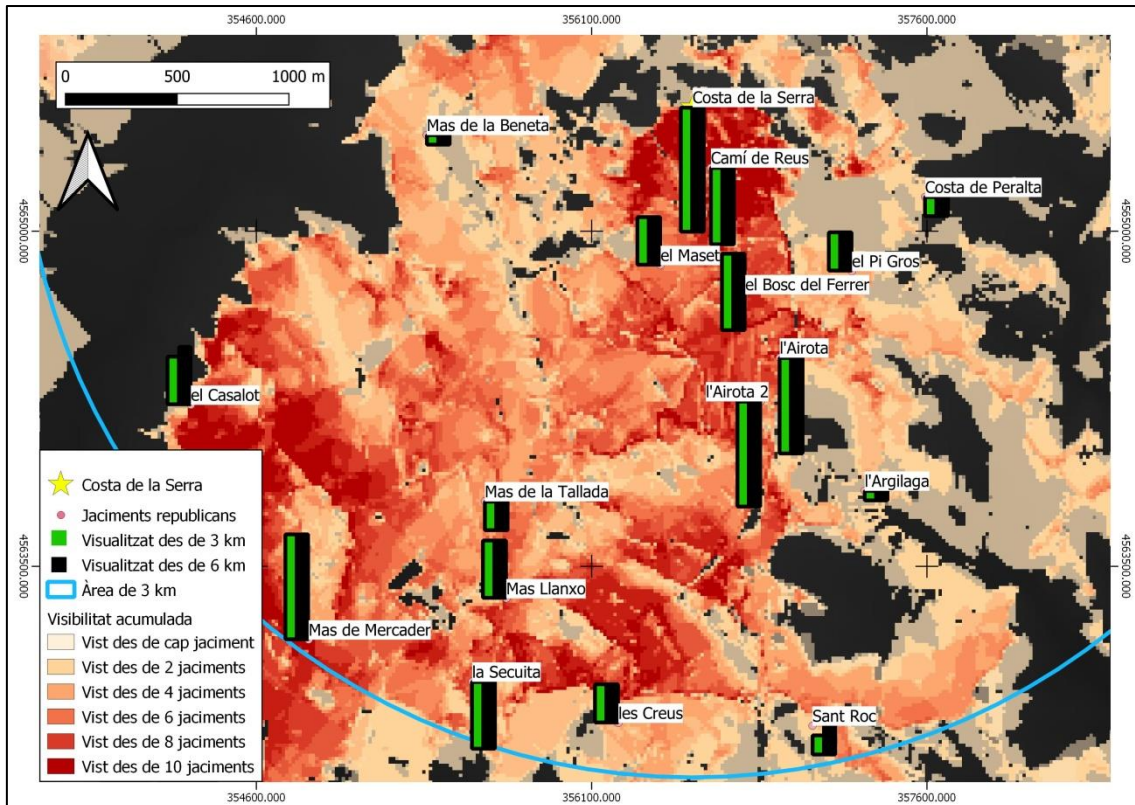 354600.000
356100.000
357600.000
0
500
1000 m
Costa de la Serra
Mas de la Beneta
Camí de Reus
Costa de Peralta
4565000.000
4565000.000
el Maset
el Pi Gros
el Bosc del Ferrer
l'Airota
l'Airota 2
el Casalot
l'Argilaga
Mas de la Tallada
Costa de la Serra
Jaciments republicans
Visualitzat des de 3 km
Visualitzat des de 6 km
Àrea de 3 km
Visibilitat acumulada
Vist des de cap jaciment
Vist des de 2 jaciments
Vist des de 4 jaciments
Vist des de 6 jaciments
Vist des de 8 jaciments
Vist des de 10 jaciments
4563500.000
4563500.000
Mas Llanxo
Mas de Mercader
la Secuita
les Creus
Sant Roc
354600.000
356100.000
357600.000